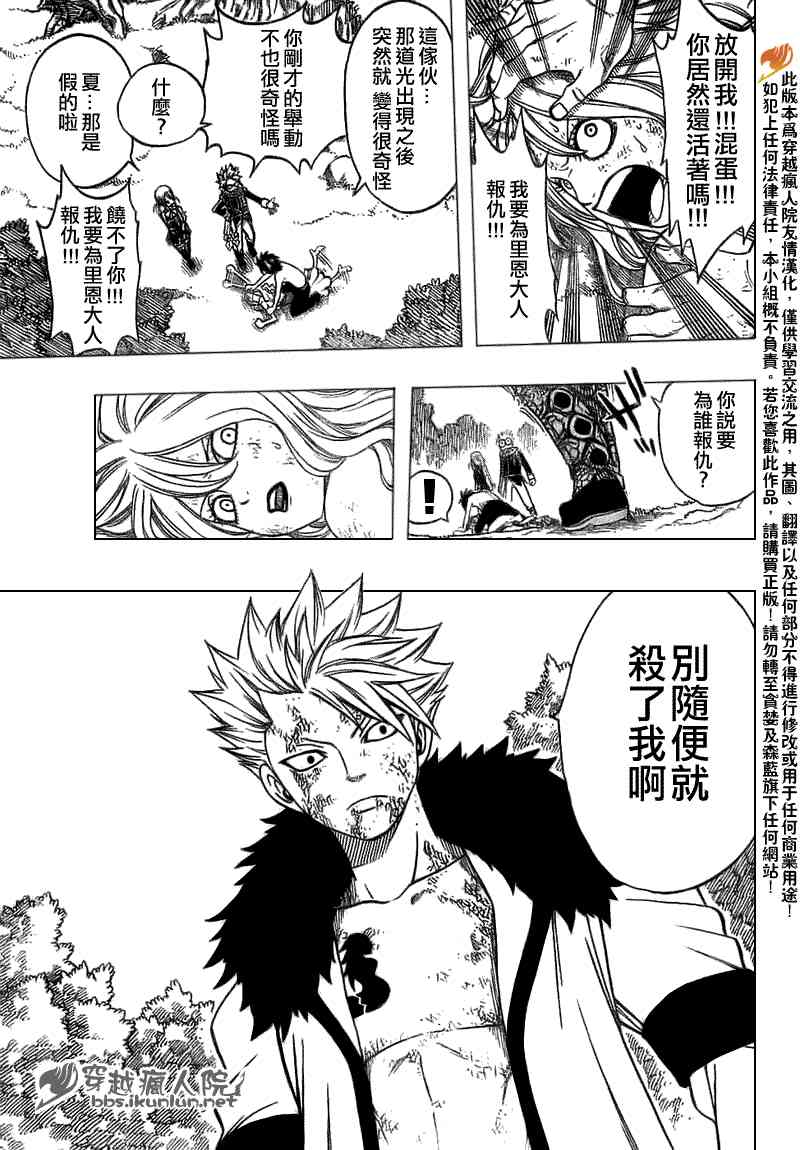 放開我!!!混蛋!!!
你居然還活著嗎!!!
我要為里恩大人
報仇!!!
這傢伙…
那道光出現之後
突然就 變得很奇怪
你剛才的舉動
不也很奇怪嗎
什麼?
夏…那是
假的啦
饒不了你!!!
我要為里恩大人
報仇!!!
你説要
為誰報仇?
!
別隨便就
殺了我啊
此版本爲穿越瘋人院友情漢化，僅供學習交流之用，其圖、翻譯以及任何部分不得進行修改或用于任何商業用途！
如犯上任何法律責任，本小組概不負責。若您喜歡此作品，請購買正版！請勿轉至貪婪及森藍旗下任何網站！
穿越瘋人院
bbs.ikunlun.net